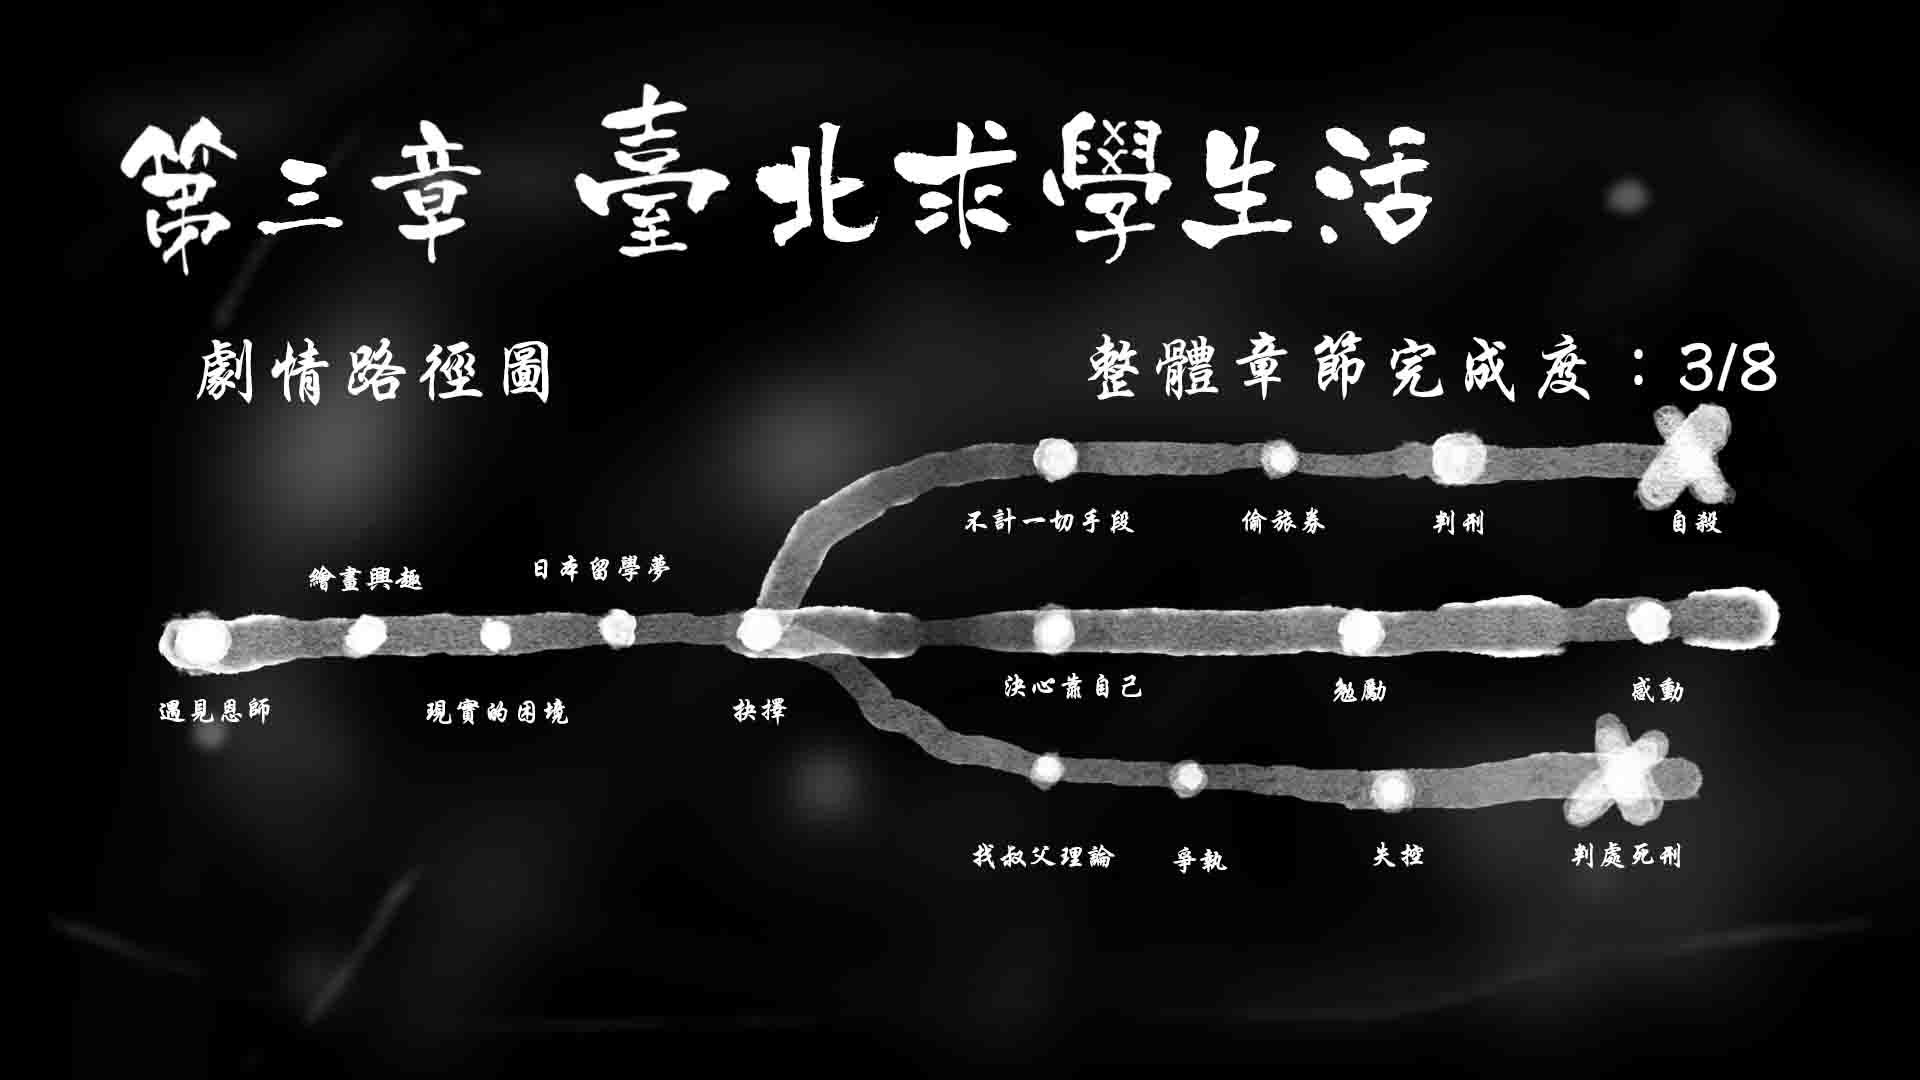 第三章 臺北求學生活
劇情路徑圖
整體章節完成度：3/8
不計一切手段
偷旅券
判刑
自殺
繪畫興趣
日本留學夢
遇見恩師
現實的困境
抉擇
決心靠自己
勉勵
感動
找叔父理論
爭執
失控
判處死刑